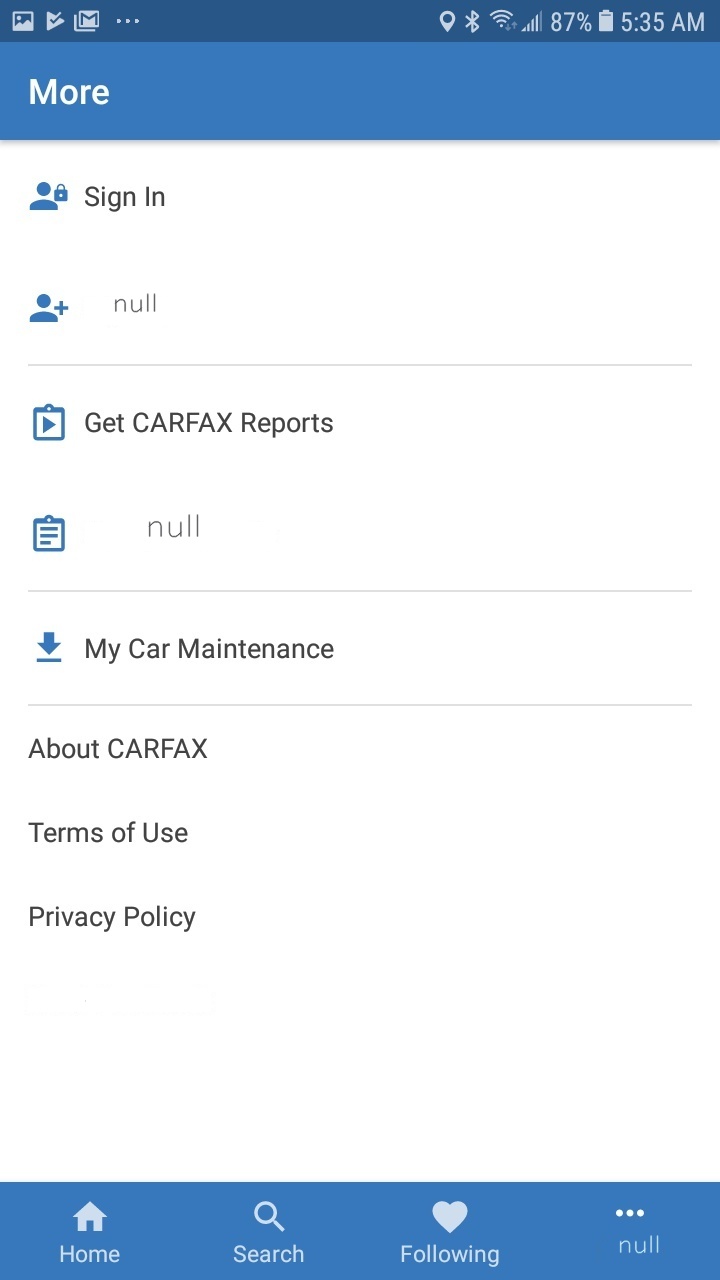 87% 5:35 AM
More
Sign In
null
Get CARFAX Reports
null
My Car Maintenance
About CARFAX
Terms of Use
Privacy Policy
Home Search Following null